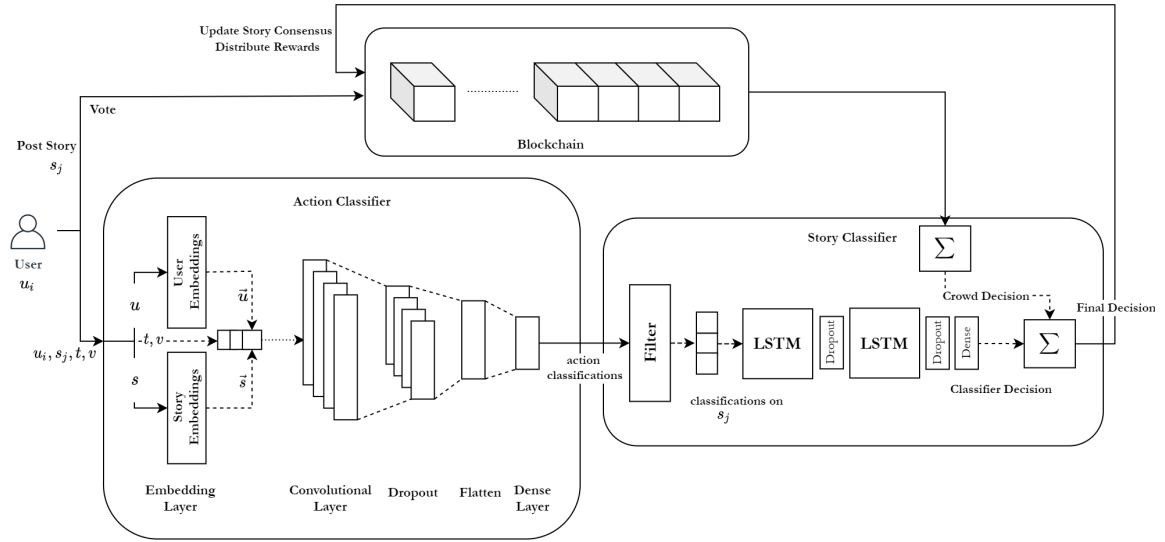 Update Story Consensus
Distribute Rewards
Vote
Blockchain
Post Story
s_j
User
u_i
u_i, s_j, t, v
Action Classifier
User
Embeddings
u
u⃗
t, v
s
s⃗
Story
Embeddings
Embedding
Layer
Convolutional
Layer
Dropout
Flatten
Dense
Layer
action
classifications
Story Classifier
Σ
Crowd Decision
Final Decision
Filter
classifications on
s_j
LSTM
Dropout
LSTM
Dropout
Dense
Σ
Classifier Decision